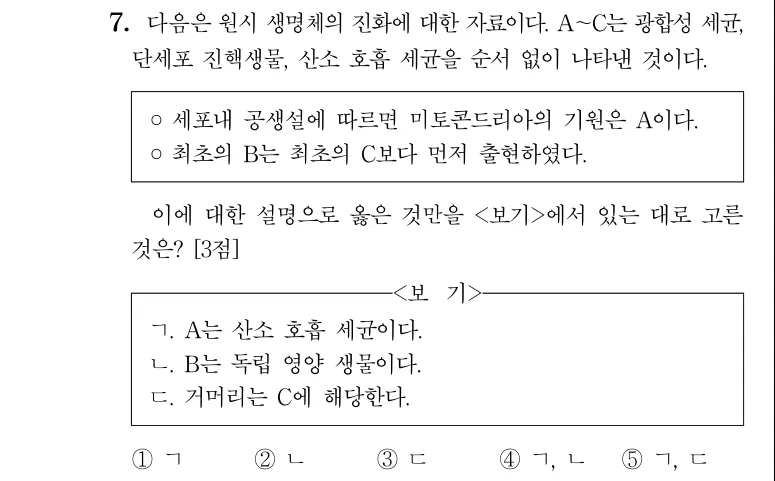 7. 다음은 원시 생명체의 진화에 대한 자료이다. A~C는 광합성 세균,
단세포 진핵생물, 산소 호흡 세균을 순서 없이 나타낸 것이다.
○ 세포내 공생설에 따르면 미토콘드리아의 기원은 A이다.
○ 최초의 B는 최초의 C보다 먼저 출현하였다.
이에 대한 설명으로 옳은 것만을 <보기>에서 있는 대로 고른
것은? [3점]
<보 기>
ㄱ. A는 산소 호흡 세균이다.
ㄴ. B는 독립 영양 생물이다.
ㄷ. 거머리는 C에 해당한다.
① ㄱ ② ㄴ ③ ㄷ ④ ㄱ, ㄴ ⑤ ㄱ, ㄷ